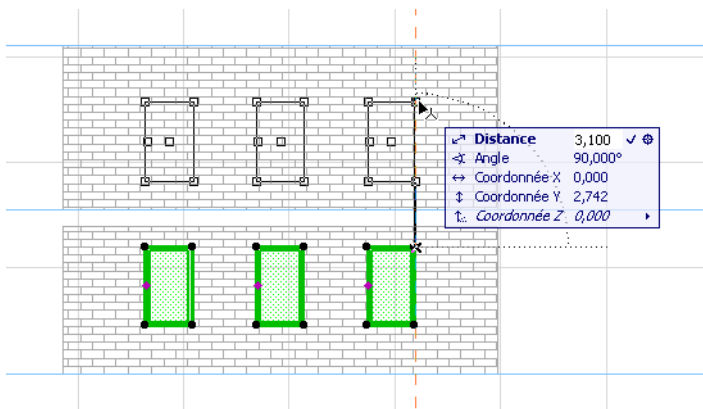 Distance 3,100
Angle 90,000°
Coordonnée X 0,000
Coordonnée Y 2,742
Coordonnée Z 0,000